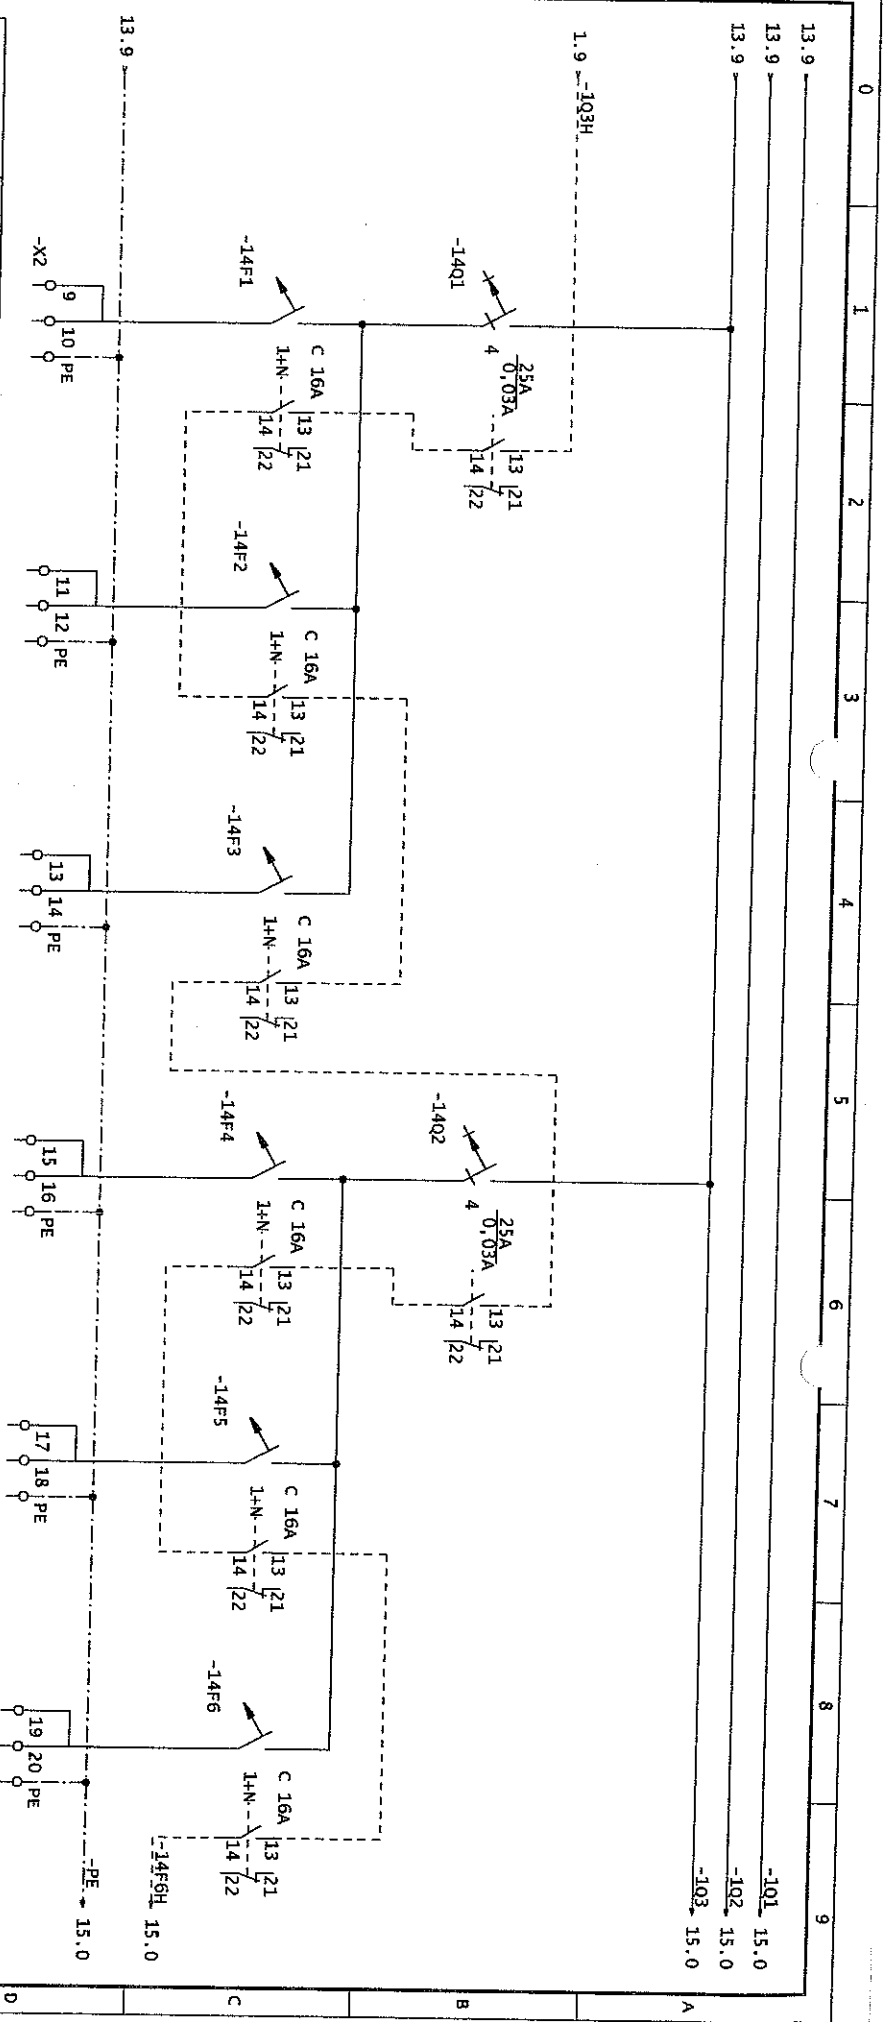 0 1 2 3 4 5 6 7 8 9
13.9 -1Q1 15.0
13.9 -1Q2 15.0
13.9 -1Q3 15.0
A
1.9 -1Q3H
-14Q1 4 25A 0,03A 13 21 14 22
-14Q2 4 25A 0,03A 13 21 14 22
B
-14F1 C 16A 1+N 13 21 14 22
-14F2 C 16A 1+N 13 21 14 22
-14F3 C 16A 1+N 13 21 14 22
-14F4 C 16A 1+N 13 21 14 22
-14F5 C 16A 1+N 13 21 14 22
-14F6 C 16A 1+N 13 21 14 22
C
-14F6H 15.0
13.9 -PE 15.0
-X2 9 10 PE 11 12 PE 13 14 PE 15 16 PE 17 18 PE 19 20 PE
D